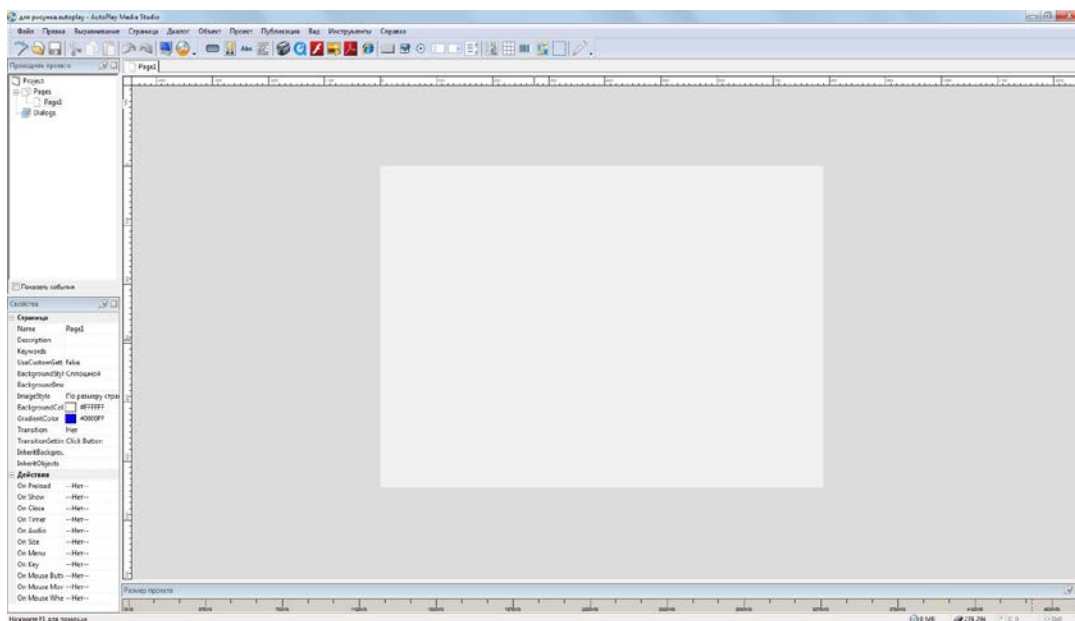 для рисунка.autoplay - AutoPlay Media Studio
Файл Правка Выравнивание Страница Диалог Объект Проект Публикация Вид Инструменты Справка
Проводник проекта
Page1
Project
Pages
Page1
Dialogs
Показать события
Свойства
Страница
Name Page1
Description
Keywords
UseCustomSett False
BackgroundStyl Сплошной
BackgroundIma
ImageStyle По размеру стра
BackgroundCol #FFFFFF
GradientColor #0000FF
Transition Нет
TransitionSettin Click Button
InheritBackgrou
InheritObjects
Действия
On Preload --Нет--
On Show --Нет--
On Close --Нет--
On Timer --Нет--
On Audio --Нет--
On Size --Нет--
On Menu --Нет--
On Key --Нет--
On Mouse Butt --Нет--
On Mouse Mov --Нет--
On Mouse Whe --Нет--
Размер проекта
Нажмите F1 для помощи